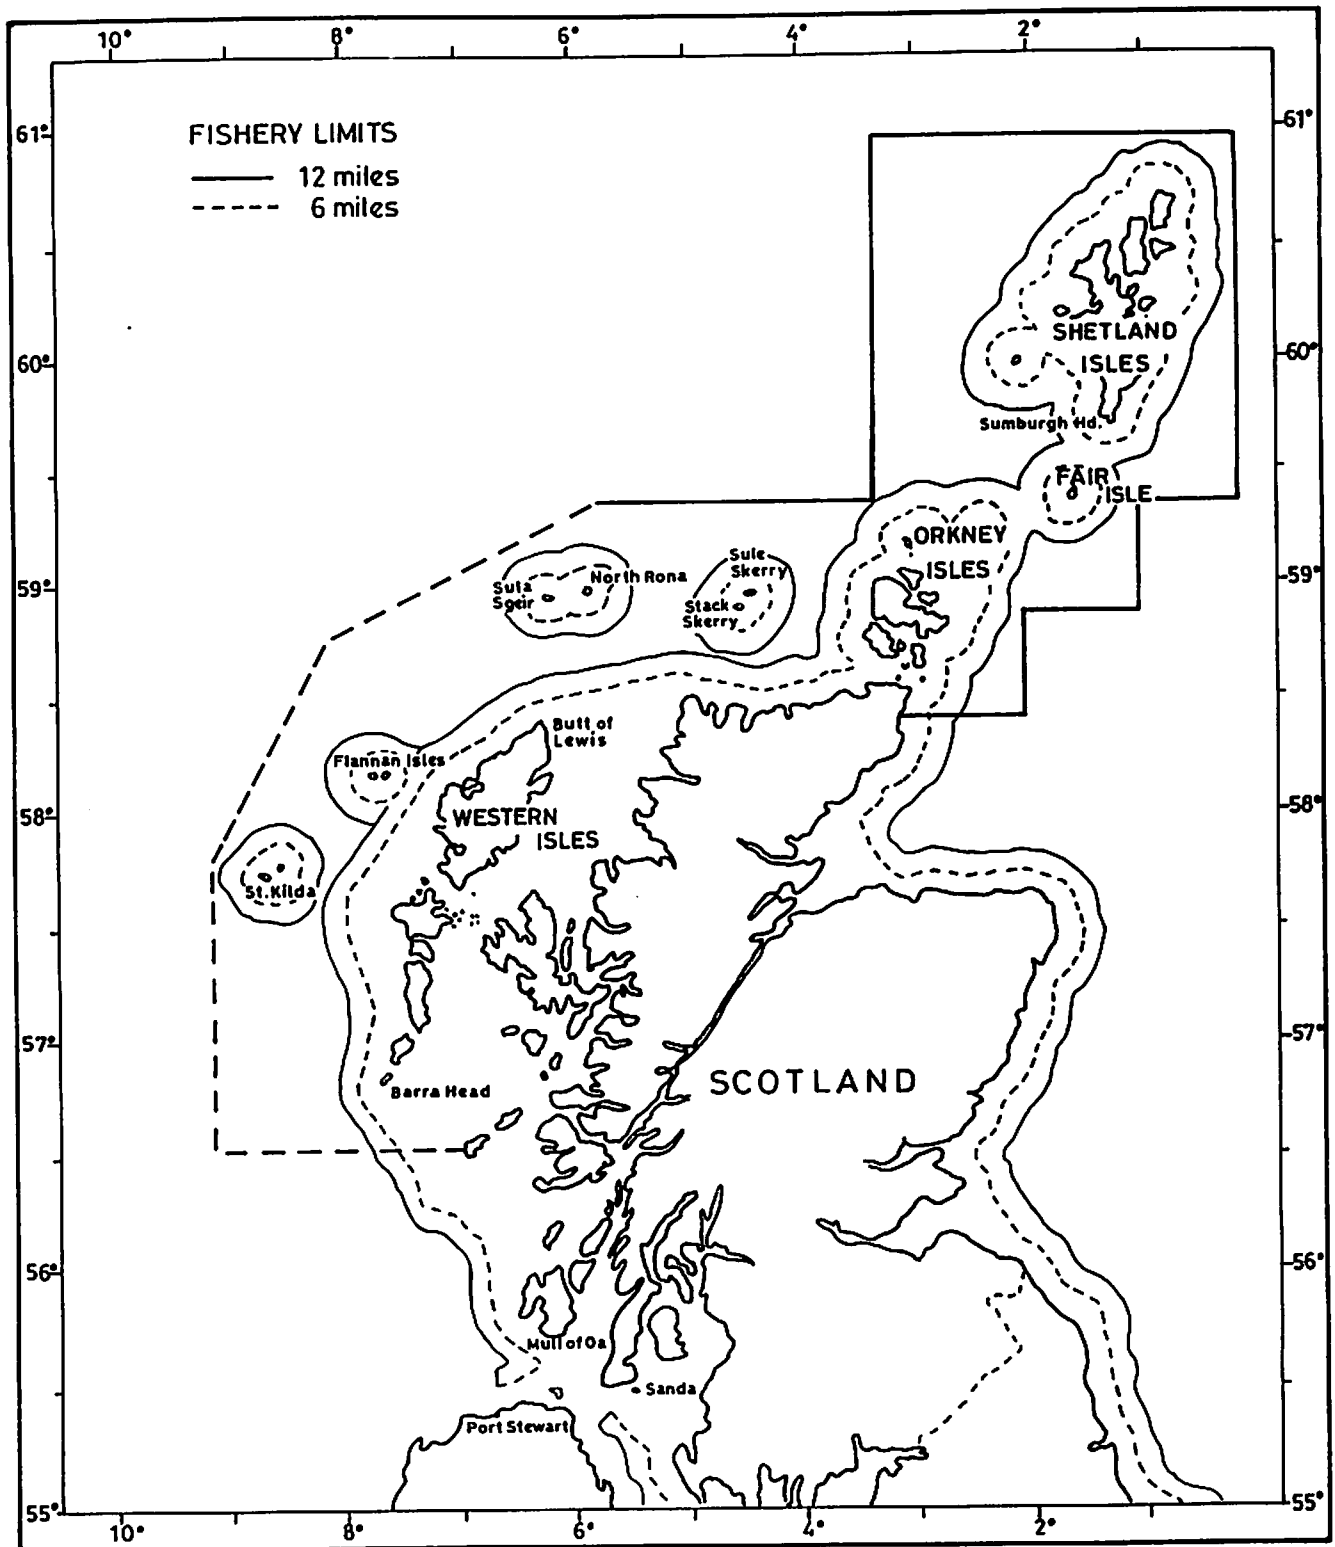 10° 8° 6° 4° 2°
61° 61°
FISHERY LIMITS
12 miles
6 miles
SHETLAND
ISLES
60° 60°
Sumburgh Hd.
FAIR
ISLE
ORKNEY
ISLES
Sule
Skerry
59° 59°
North Rona
Sula
Sgeir
Stack
Skerry
Butt of
Lewis
Flannan Isles
58° 58°
WESTERN
ISLES
St. Kilda
57° 57°
SCOTLAND
Barra Head
56° 56°
Mull of Oa
Sanda
Port Stewart
55° 55°
10° 8° 6° 4° 2°